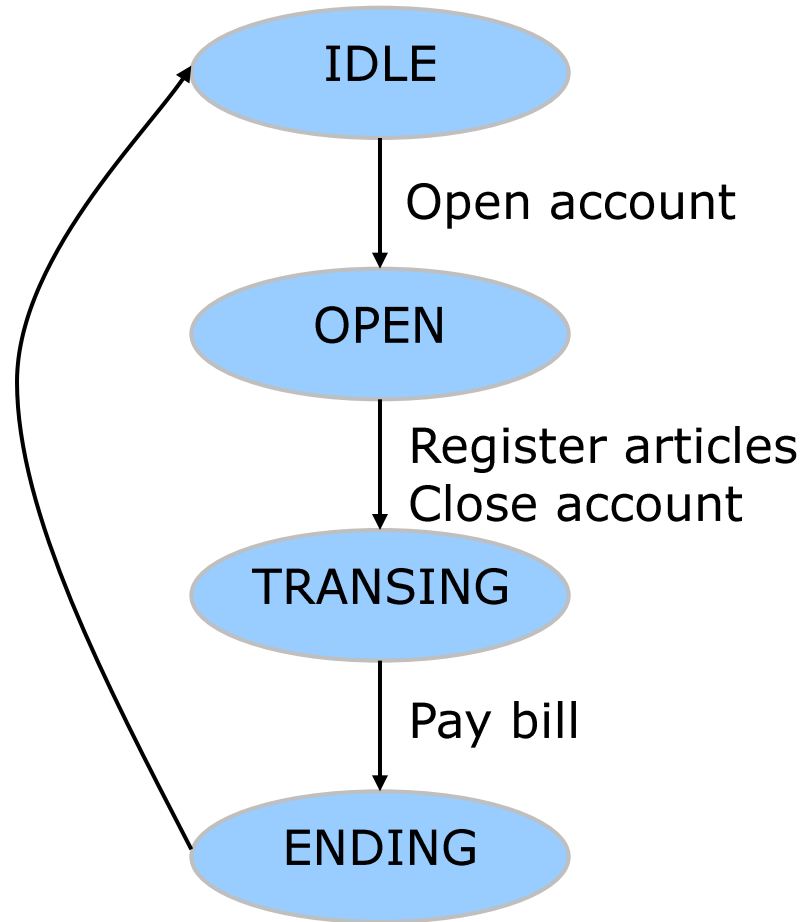 IDLE
Open account
OPEN
Register articles
Close account
TRANSING
Pay bill
ENDING